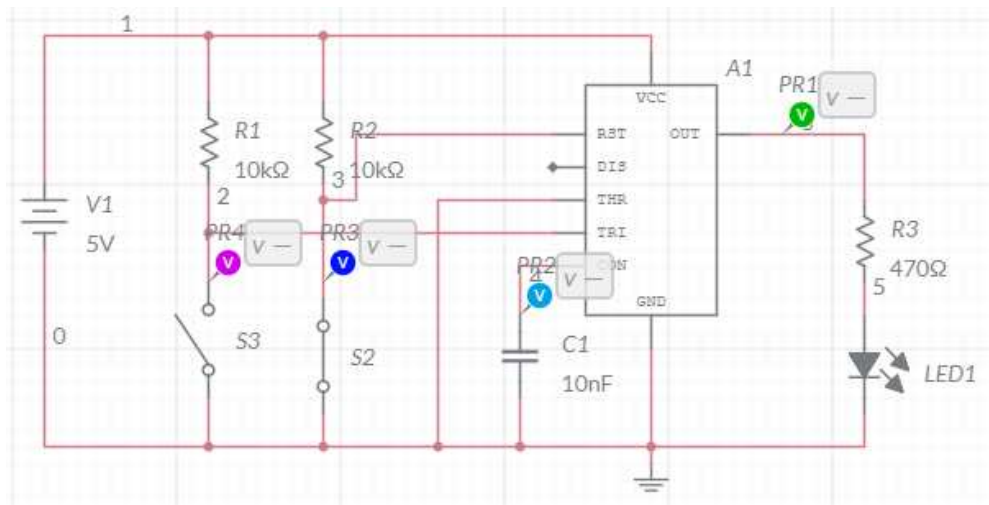 1
A1
PR1
V —
VCC
3
R1
10kΩ
R2
10kΩ
RST
OUT
DIS
2
3
THR
V1
5V
PR4
V —
PR3
V —
TRI
R3
470Ω
PR2
V —
4
V
V
V
V
GND
5
0
S3
S2
C1
10nF
LED1